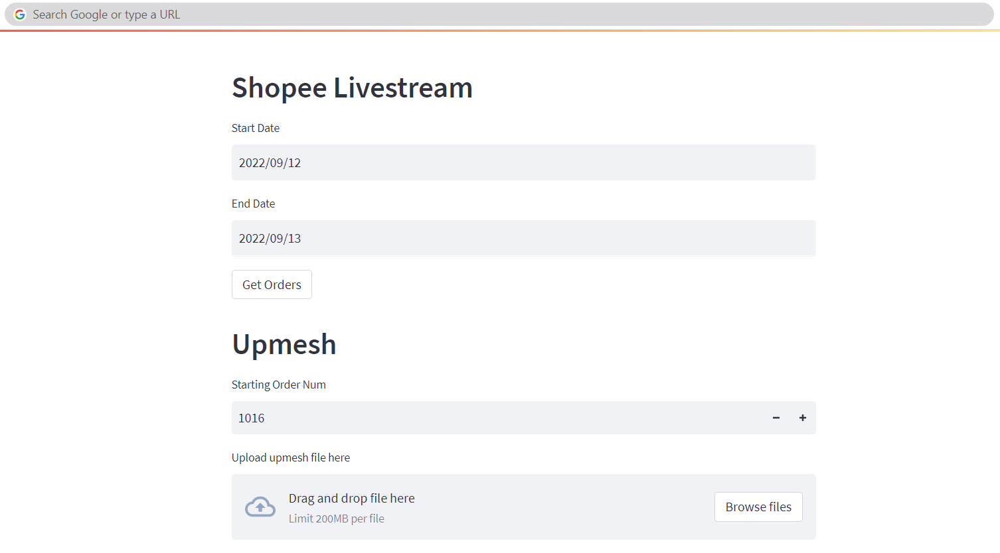 Search Google or type a URL
Shopee Livestream
Start Date
2022/09/12
End Date
2022/09/13
Get Orders
Upmesh
Starting Order Num
1016
Upload upmesh file here
Drag and drop file here
Limit 200MB per file
Browse files